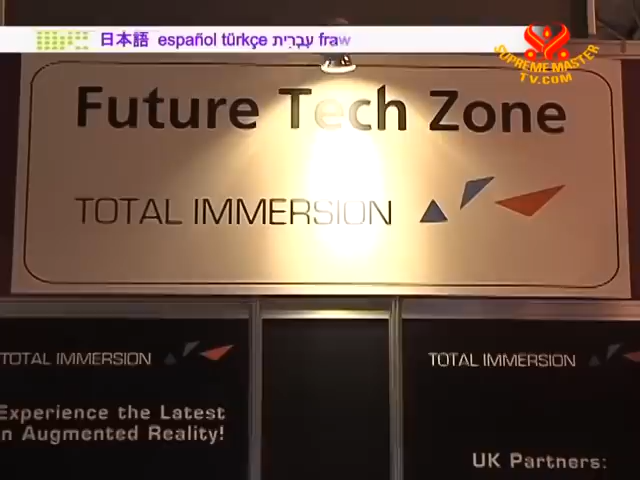 日本語 español türkçe עִבְרִית fraw
SUPREME MASTER
TV.COM
Future Tech Zone
TOTAL IMMERSION
TOTAL IMMERSION
Experience the Latest
n Augmented Reality!
TOTAL IMMERSION
UK Partners: